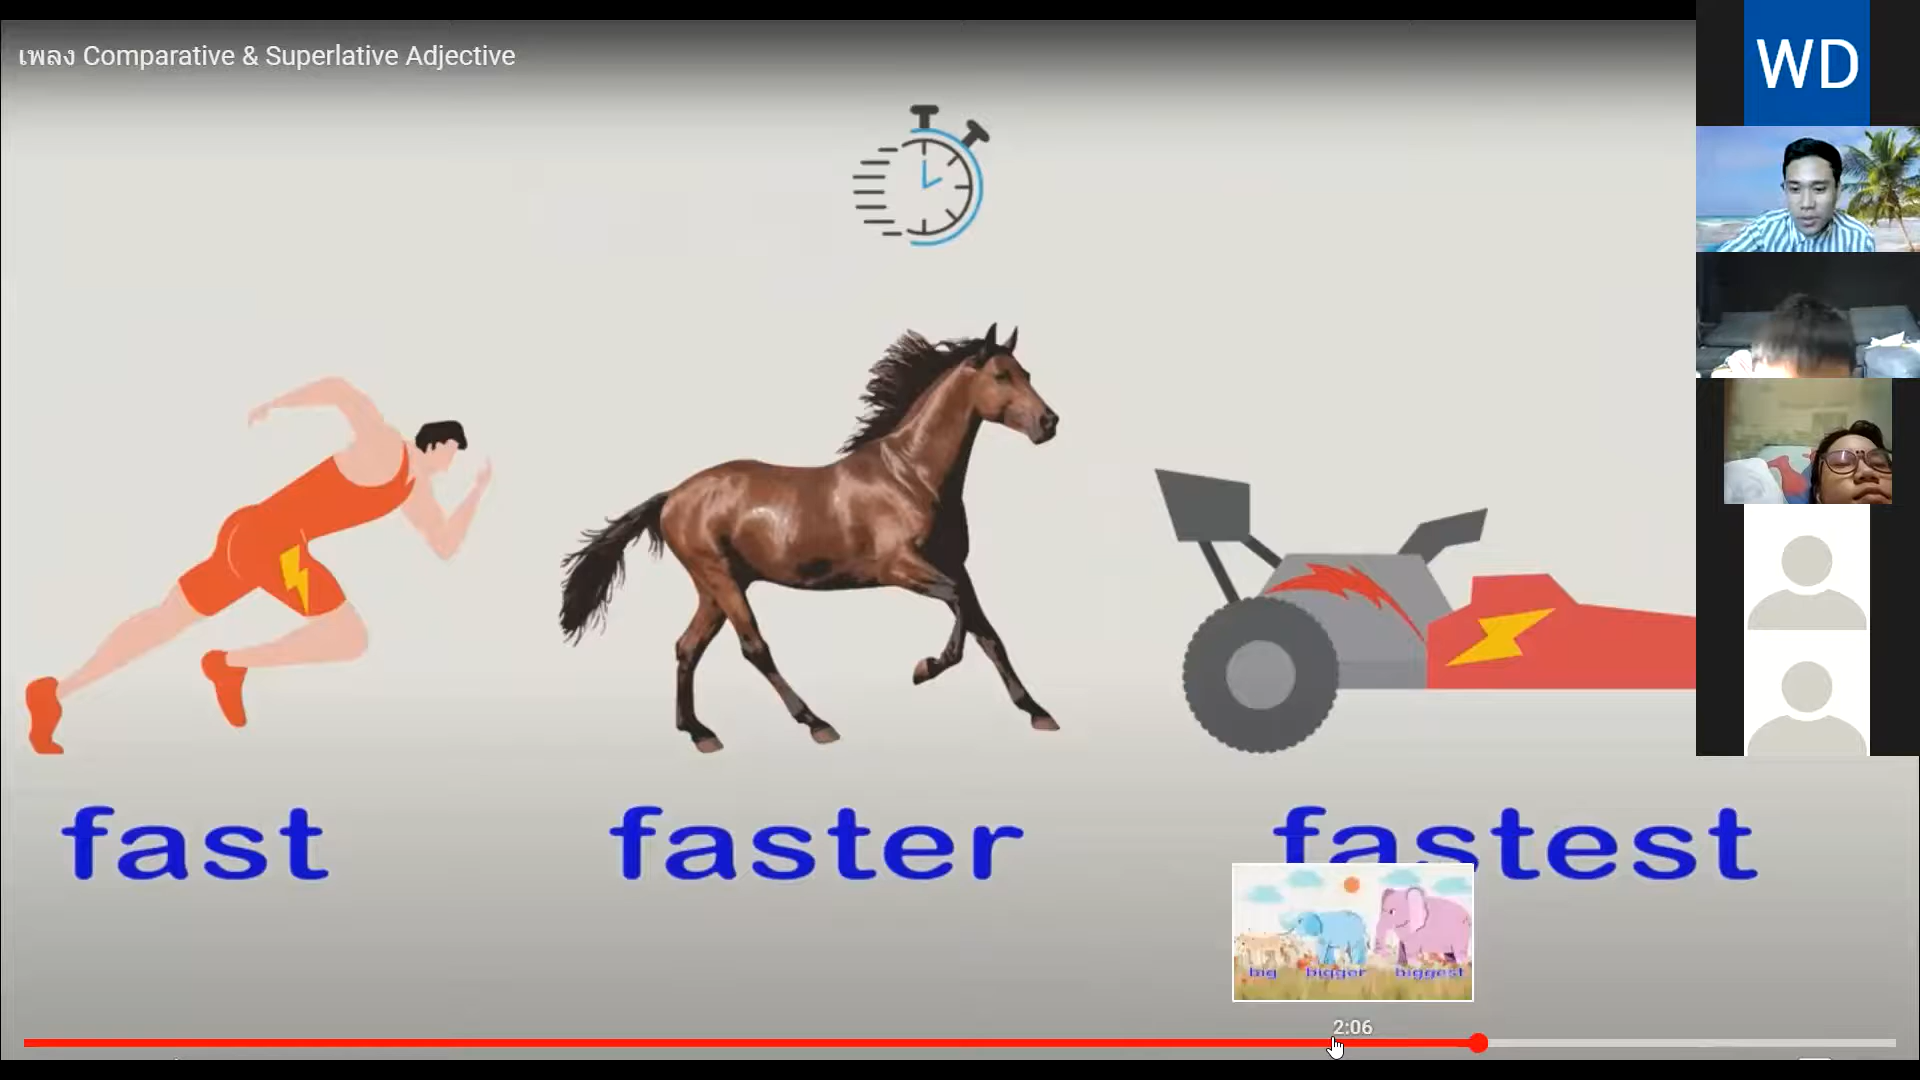 เพลง Comparative & Superlative Adjective
WD
fast faster fastest
big bigger biggest
2:06